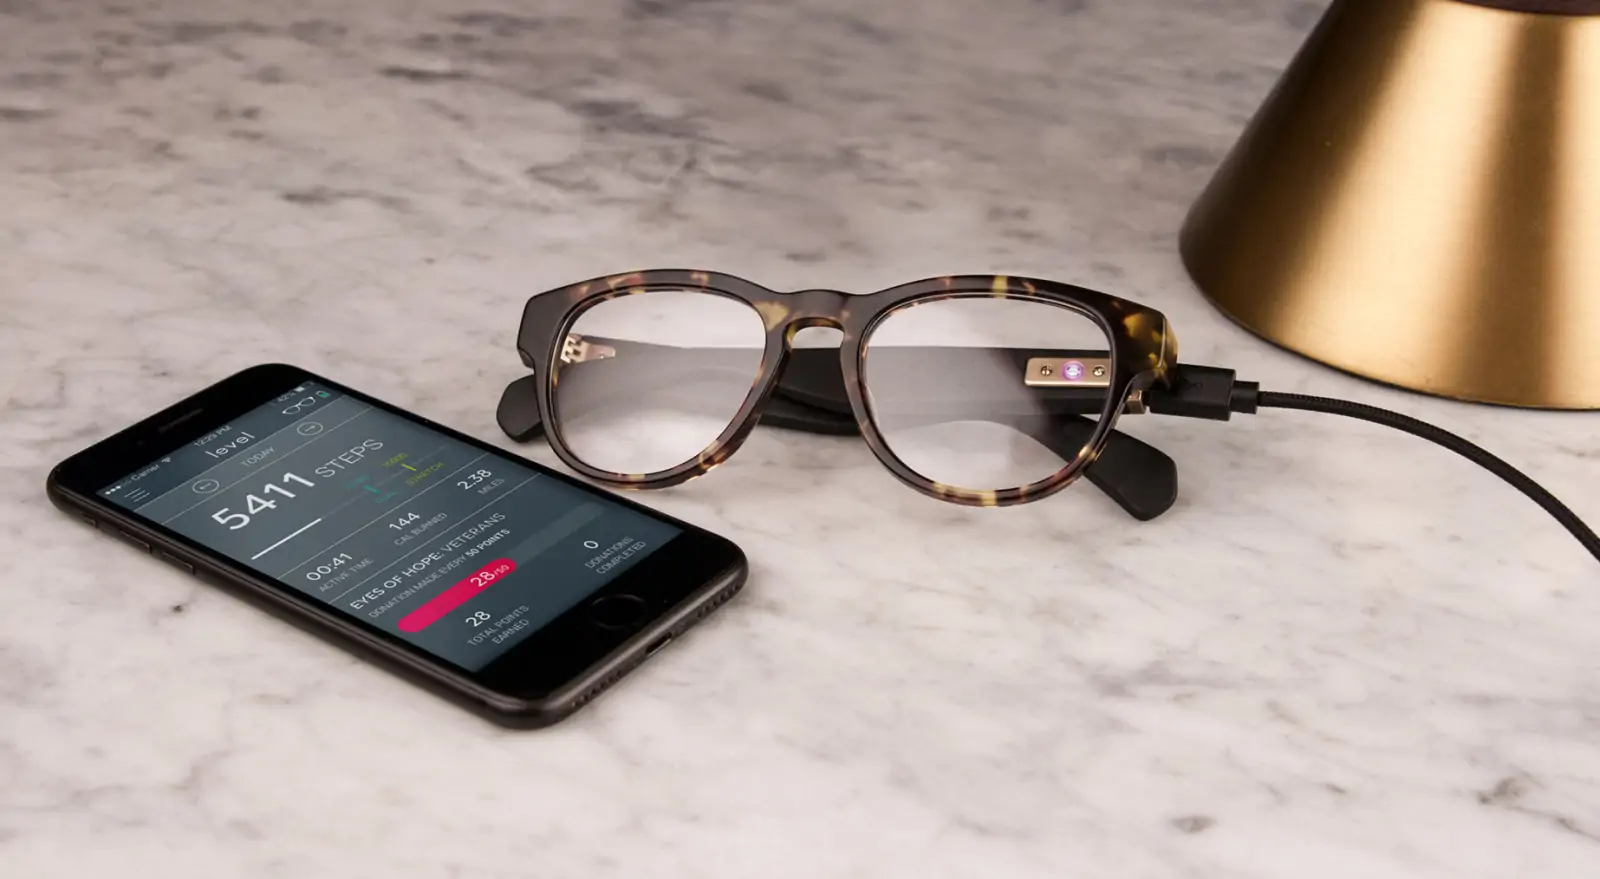 Carrier 12:29 PM 42%
level
TODAY
5411 STEPS
STRETCH
00:41 144 2.38
ACTIVE TIME CAL BURNED MILES
EYES OF HOPE: VETERANS
DONATION MADE EVERY 50 POINTS
28/50
28 0
TOTAL POINTS EARNED DONATIONS COMPLETED